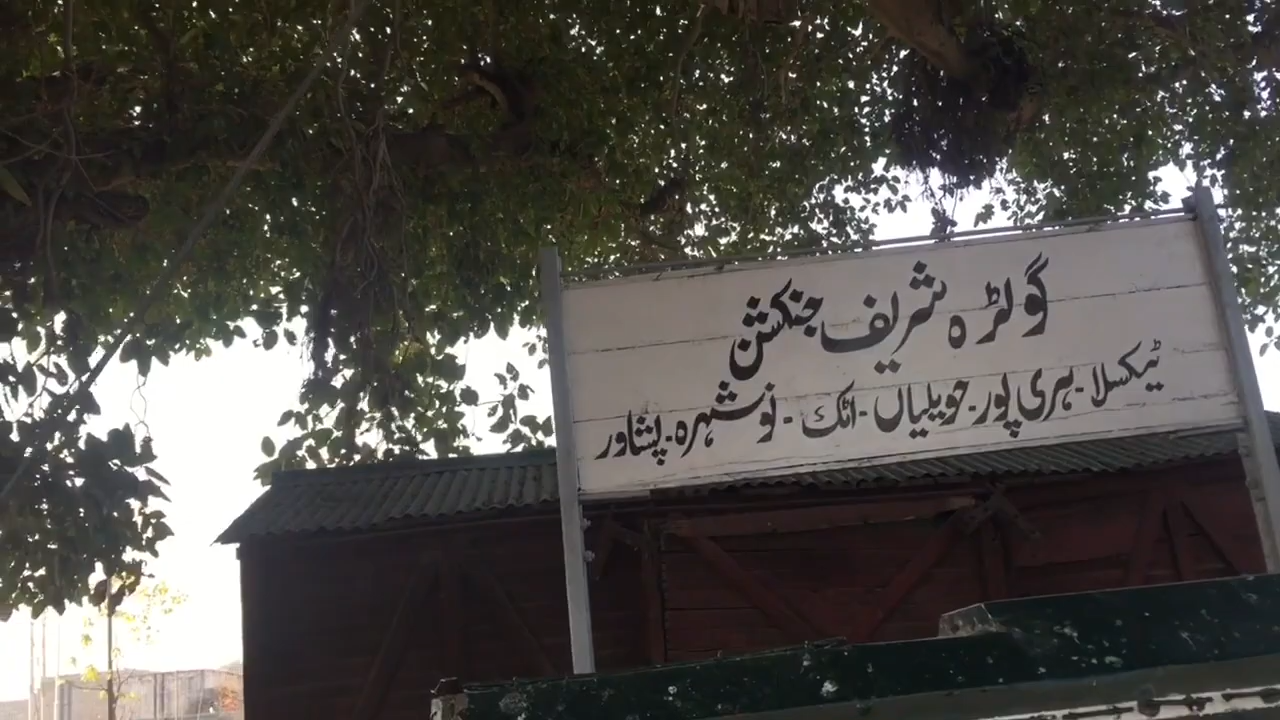 گولڑہ شریف جنکشن
ٹیکسلا - ہری پور - حویلیاں - اٹک - نوشہرہ - پشاور